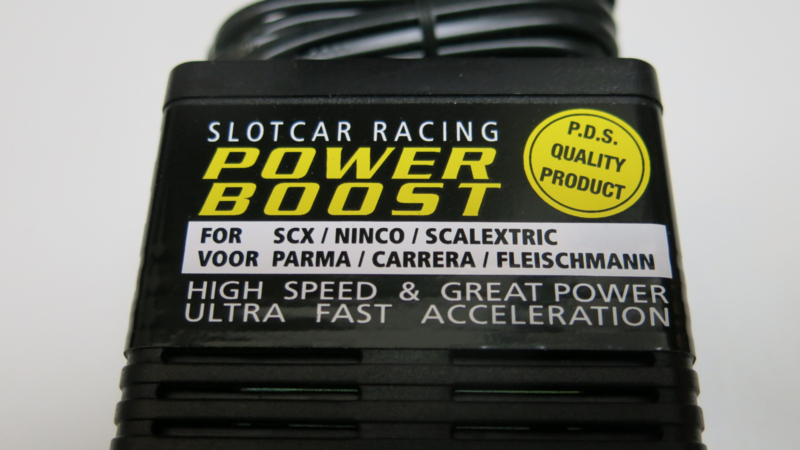 SLOTCAR RACING
POWER
BOOST
P.D.S.
QUALITY
PRODUCT
FOR SCX / NINCO / SCALEXTRIC
VOOR PARMA / CARRERA / FLEISCHMANN
HIGH SPEED & GREAT POWER
ULTRA FAST ACCELERATION